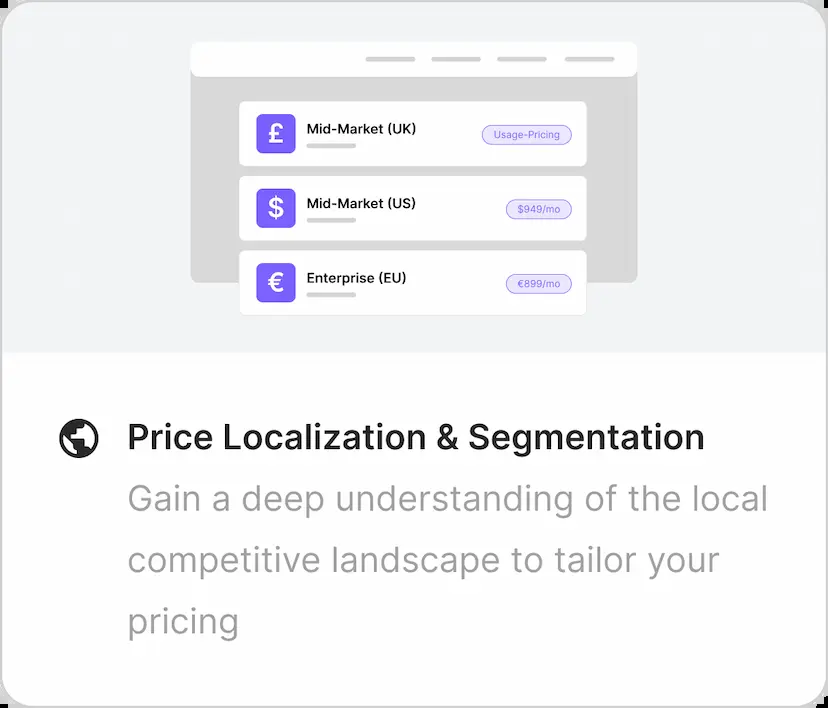 £
Mid-Market (UK)
Usage-Pricing
$
Mid-Market (US)
$949/mo
€
Enterprise (EU)
€899/mo
Price Localization & Segmentation
Gain a deep understanding of the local
competitive landscape to tailor your
pricing